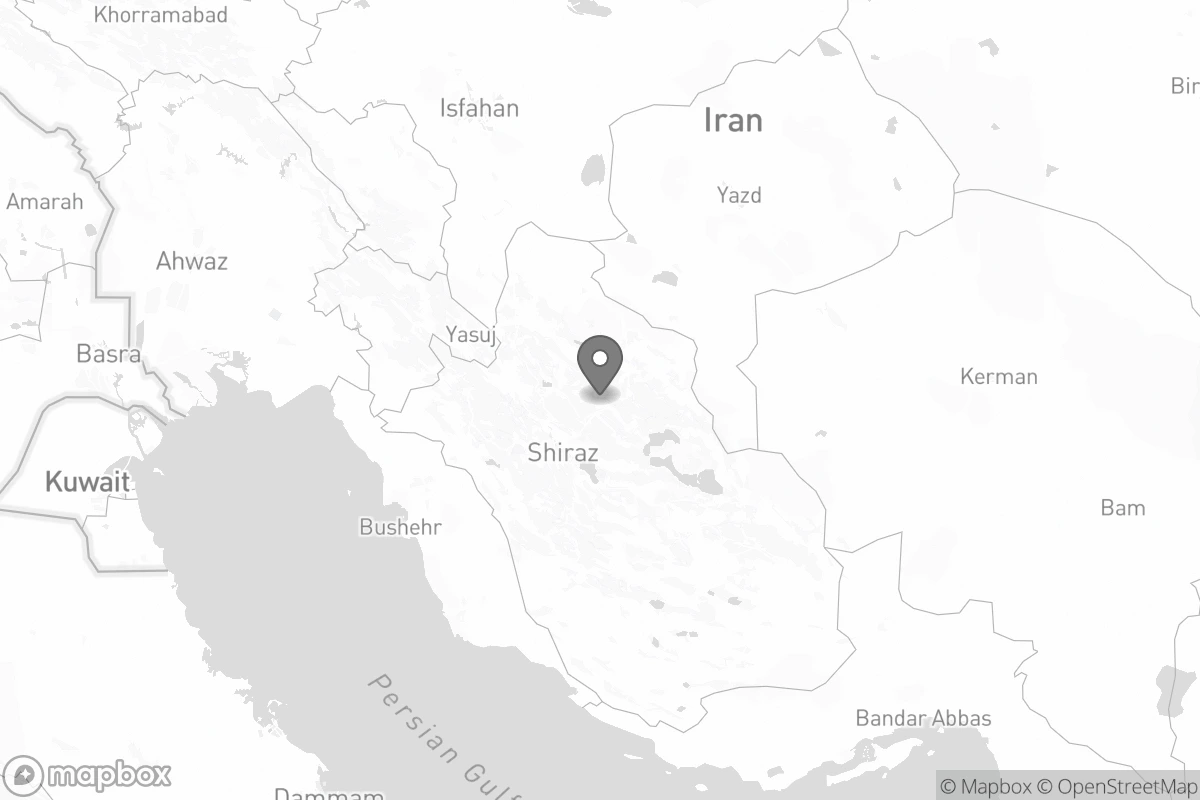 Khorramabad
Isfahan
Iran
Bir
Yazd
Amarah
Ahwaz
Yasuj
Basra
Kerman
Shiraz
Kuwait
Bam
Bushehr
Persian Gulf
Bandar Abbas
mapbox
Dammam
© Mapbox © OpenStreetMap